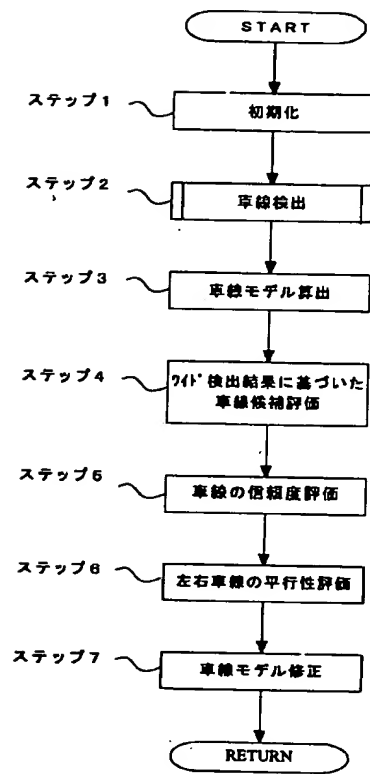 START
ステップ1
初期化
ステップ2
車線検出
ステップ3
車線モデル算出
ステップ4
ワイド検出結果に基づいた
車線候補評価
ステップ5
車線の信頼度評価
ステップ6
左右車線の平行性評価
ステップ7
車線モデル修正
RETURN